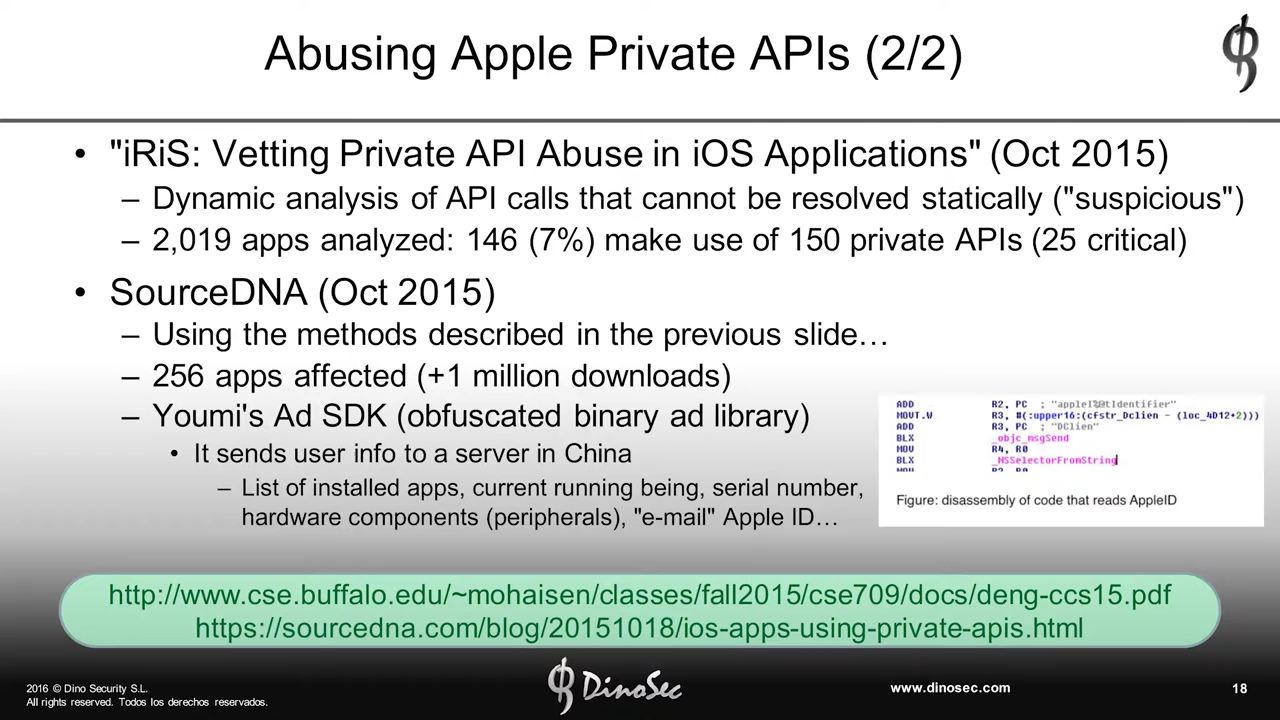 Abusing Apple Private APIs (2/2)
• "iRiS: Vetting Private API Abuse in iOS Applications" (Oct 2015)
– Dynamic analysis of API calls that cannot be resolved statically ("suspicious")
– 2,019 apps analyzed: 146 (7%) make use of 150 private APIs (25 critical)
• SourceDNA (Oct 2015)
– Using the methods described in the previous slide…
– 256 apps affected (+1 million downloads)
– Youmi's Ad SDK (obfuscated binary ad library)
• It sends user info to a server in China
– List of installed apps, current running being, serial number,
hardware components (peripherals), "e-mail" Apple ID…
ADD R2, PC ;
MOVT.W R3, #(:upper16:(cfstr_Dclien - (loc_4D12+2)))
ADD R3, PC ; "DClien"
BLX _objc_msgSend
MOV R4, R0
BLX _NSSelectorFromString
Figure: disassembly of code that reads AppleID
http://www.cse.buffalo.edu/~mohaisen/classes/fall2015/cse709/docs/deng-ccs15.pdf
https://sourcedna.com/blog/20151018/ios-apps-using-private-apis.html
2016 © Dino Security S.L.
All rights reserved. Todos los derechos reservados.
DinoSec
www.dinosec.com
18